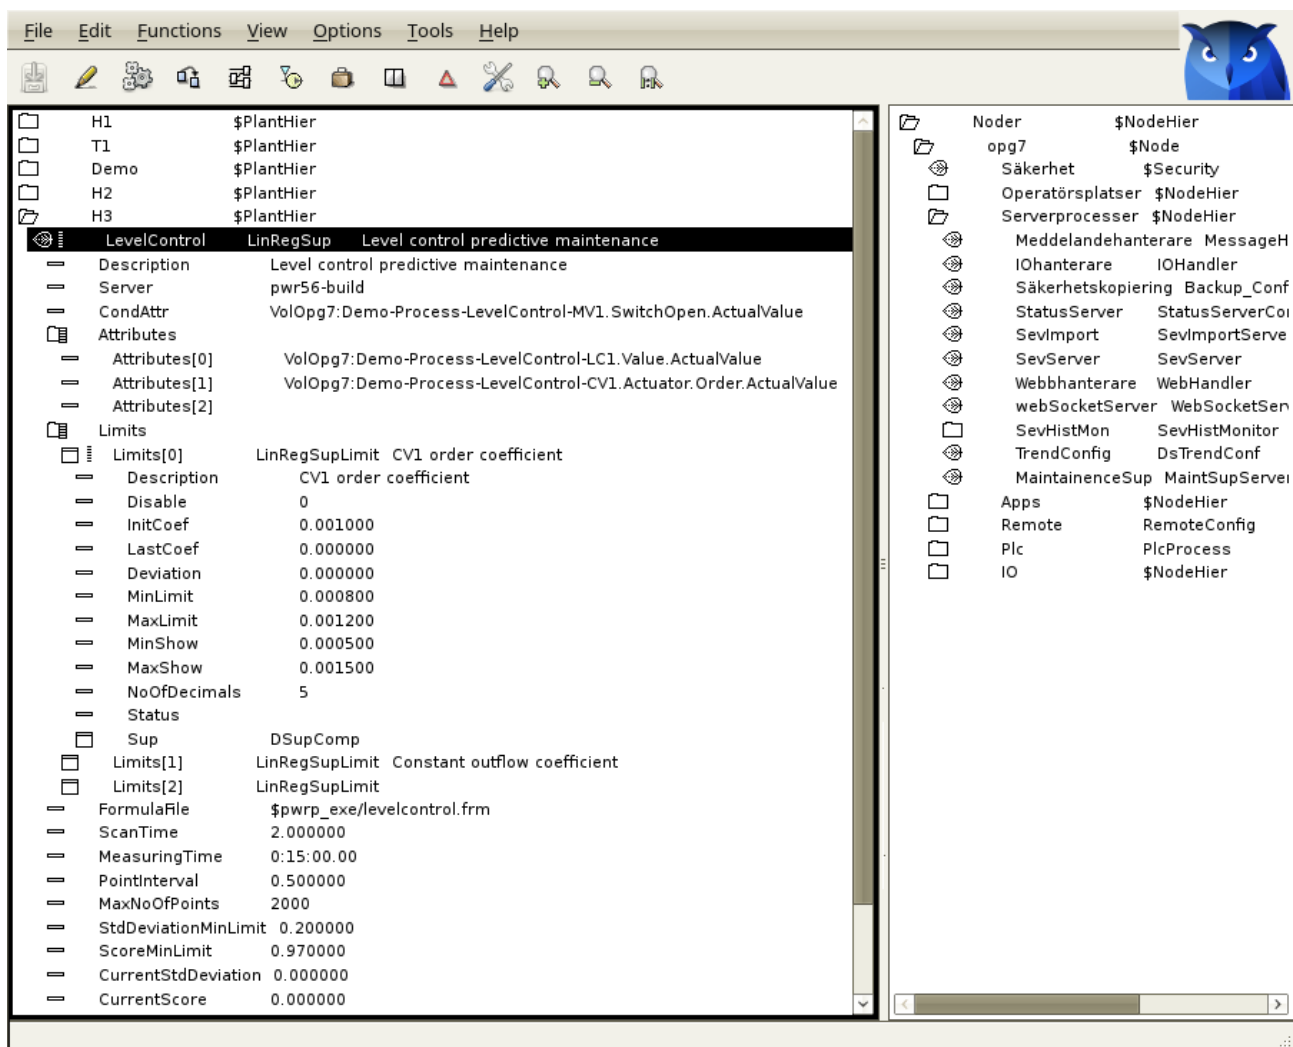 File Edit Functions View Options Tools Help
H1 $PlantHier
T1 $PlantHier
Demo $PlantHier
H2 $PlantHier
H3 $PlantHier
LevelControl LinRegSup Level control predictive maintenance
Description Level control predictive maintenance
Server pwr56-build
CondAttr VolOpg7:Demo-Process-LevelControl-MV1.SwitchOpen.ActualValue
Attributes
Attributes[0] VolOpg7:Demo-Process-LevelControl-LC1.Value.ActualValue
Attributes[1] VolOpg7:Demo-Process-LevelControl-CV1.Actuator.Order.ActualValue
Attributes[2]
Limits
Limits[0] LinRegSupLimit CV1 order coefficient
Description CV1 order coefficient
Disable 0
InitCoef 0.001000
LastCoef 0.000000
Deviation 0.000000
MinLimit 0.000800
MaxLimit 0.001200
MinShow 0.000500
MaxShow 0.001500
NoOfDecimals 5
Status
Sup DSupComp
Limits[1] LinRegSupLimit Constant outflow coefficient
Limits[2] LinRegSupLimit
FormulaFile $pwrp_exe/levelcontrol.frm
ScanTime 2.000000
MeasuringTime 0:15:00.00
PointInterval 0.500000
MaxNoOfPoints 2000
StdDeviationMinLimit 0.200000
ScoreMinLimit 0.970000
CurrentStdDeviation 0.000000
CurrentScore 0.000000
Noder $NodeHier
opg7 $Node
Säkerhet $Security
Operatörsplatser $NodeHier
Serverprocesser $NodeHier
Meddelandehanterare MessageH
IOhanterare IOHandler
Säkerhetskopiering Backup_Conf
StatusServer StatusServerCo
SevImport SevImportServe
SevServer SevServer
Webbhanterare WebHandler
webSocketServer WebSocketSer
SevHistMon SevHistMonitor
TrendConfig DsTrendConf
MaintainenceSup MaintSupServe
Apps $NodeHier
Remote RemoteConfig
Plc PlcProcess
IO $NodeHier